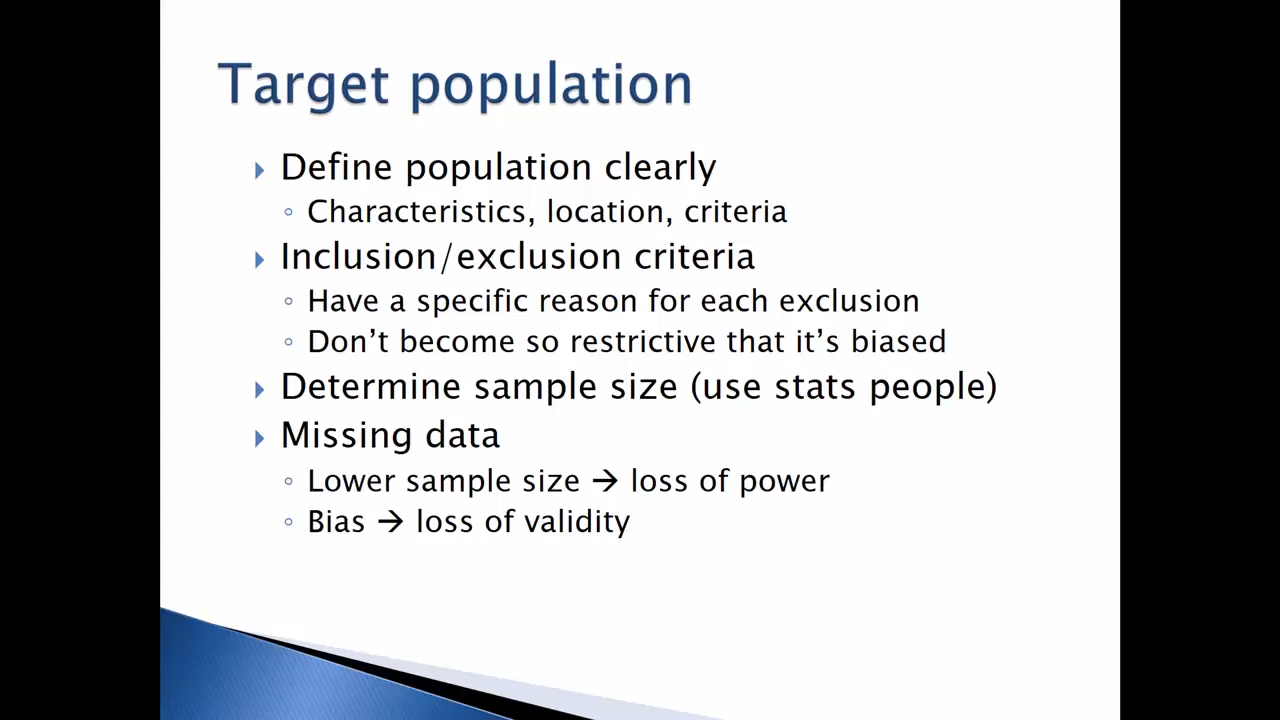 Target population
Define population clearly
Characteristics, location, criteria
Inclusion/exclusion criteria
Have a specific reason for each exclusion
Don’t become so restrictive that it’s biased
Determine sample size (use stats people)
Missing data
Lower sample size → loss of power
Bias → loss of validity